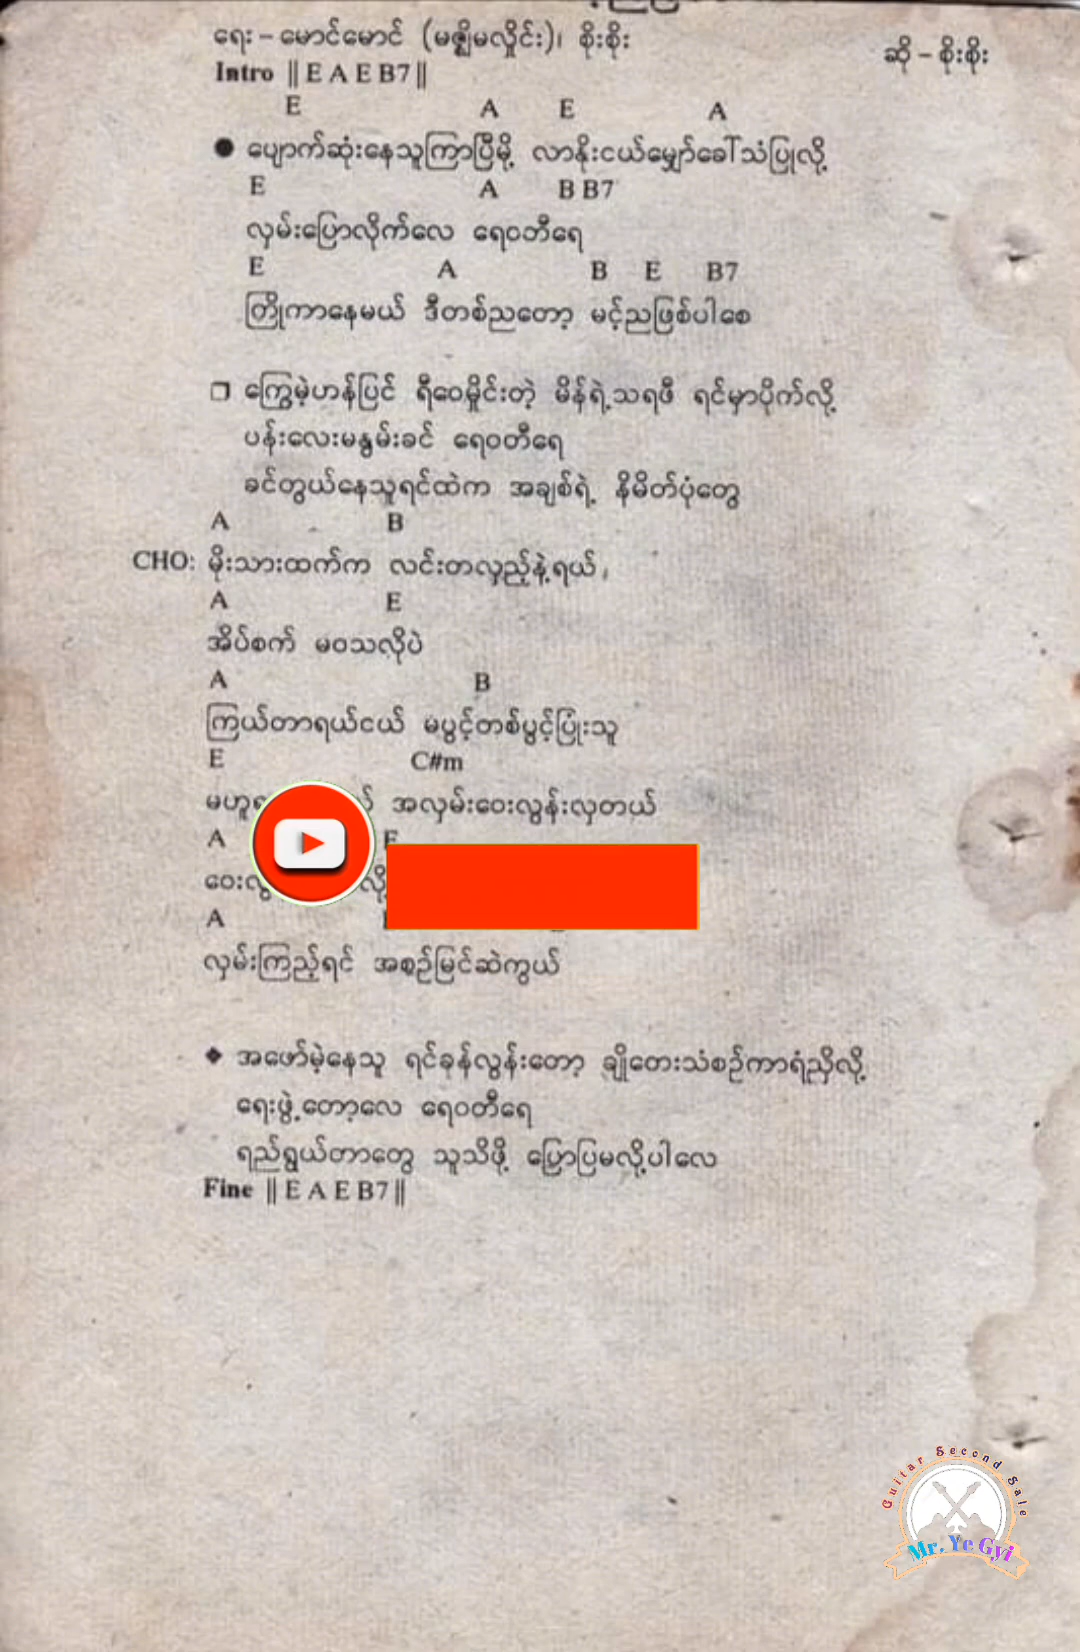 ရေး – မောင်မောင် (မဇ္ဈိမလှိုင်း)၊ စိုးစိုး
ဆို – စိုးစိုး
Intro || E A E B7 ||
E A E A
● ပျောက်ဆုံးနေသူကြာပြီမို့ လာနိုးငယ်မျှော်ခေါ်သံပြုလို့
E A B B7
လှမ်းပြောလိုက်လေ ရေဝတီရေ
E A B E B7
ကြိုကာနေမယ် ဒီတစ်ညတော့ မင့်ညဖြစ်ပါစေ
❒ ကြွေမဲ့ဟန်ပြင် ရီဝေမှိုင်းတဲ့ မိန်ရဲ့သရဖီ ရင်မှာပိုက်လို့
ပန်းလေးမနွမ်းခင် ရေဝတီရေ
ခင်တွယ်နေသူရင်ထဲက အချစ်ရဲ့ နိမိတ်ပုံတွေ
A B
CHO: မိုးသားထက်က လင်းတလှည့်နဲ့ရယ်၊
A E
အိပ်စက် မဝသလိုပဲ
A B
ကြယ်တာရယ်ငယ် မပွင့်တစ်ပွင့်ပြုံးသူ
E C#m
အလှမ်းဝေးလွန်းလှတယ်
A E
A
လှမ်းကြည့်ရင် အစဉ်မြင်ဆဲကွယ်
◆ အဖော်မဲ့နေသူ ရင်ခုန်လွန်းတော့ ချိုတေးသံစဉ်ကာရံညှိလို့
ရေးဖွဲ့တော့လေ ရေဝတီရေ
ရည်ရွယ်တာတွေ သူသိဖို့ ပြောပြမလို့ပါလေ
Fine || E A E B7 ||
Guitar Second Sale
Mr. Ye Gyi